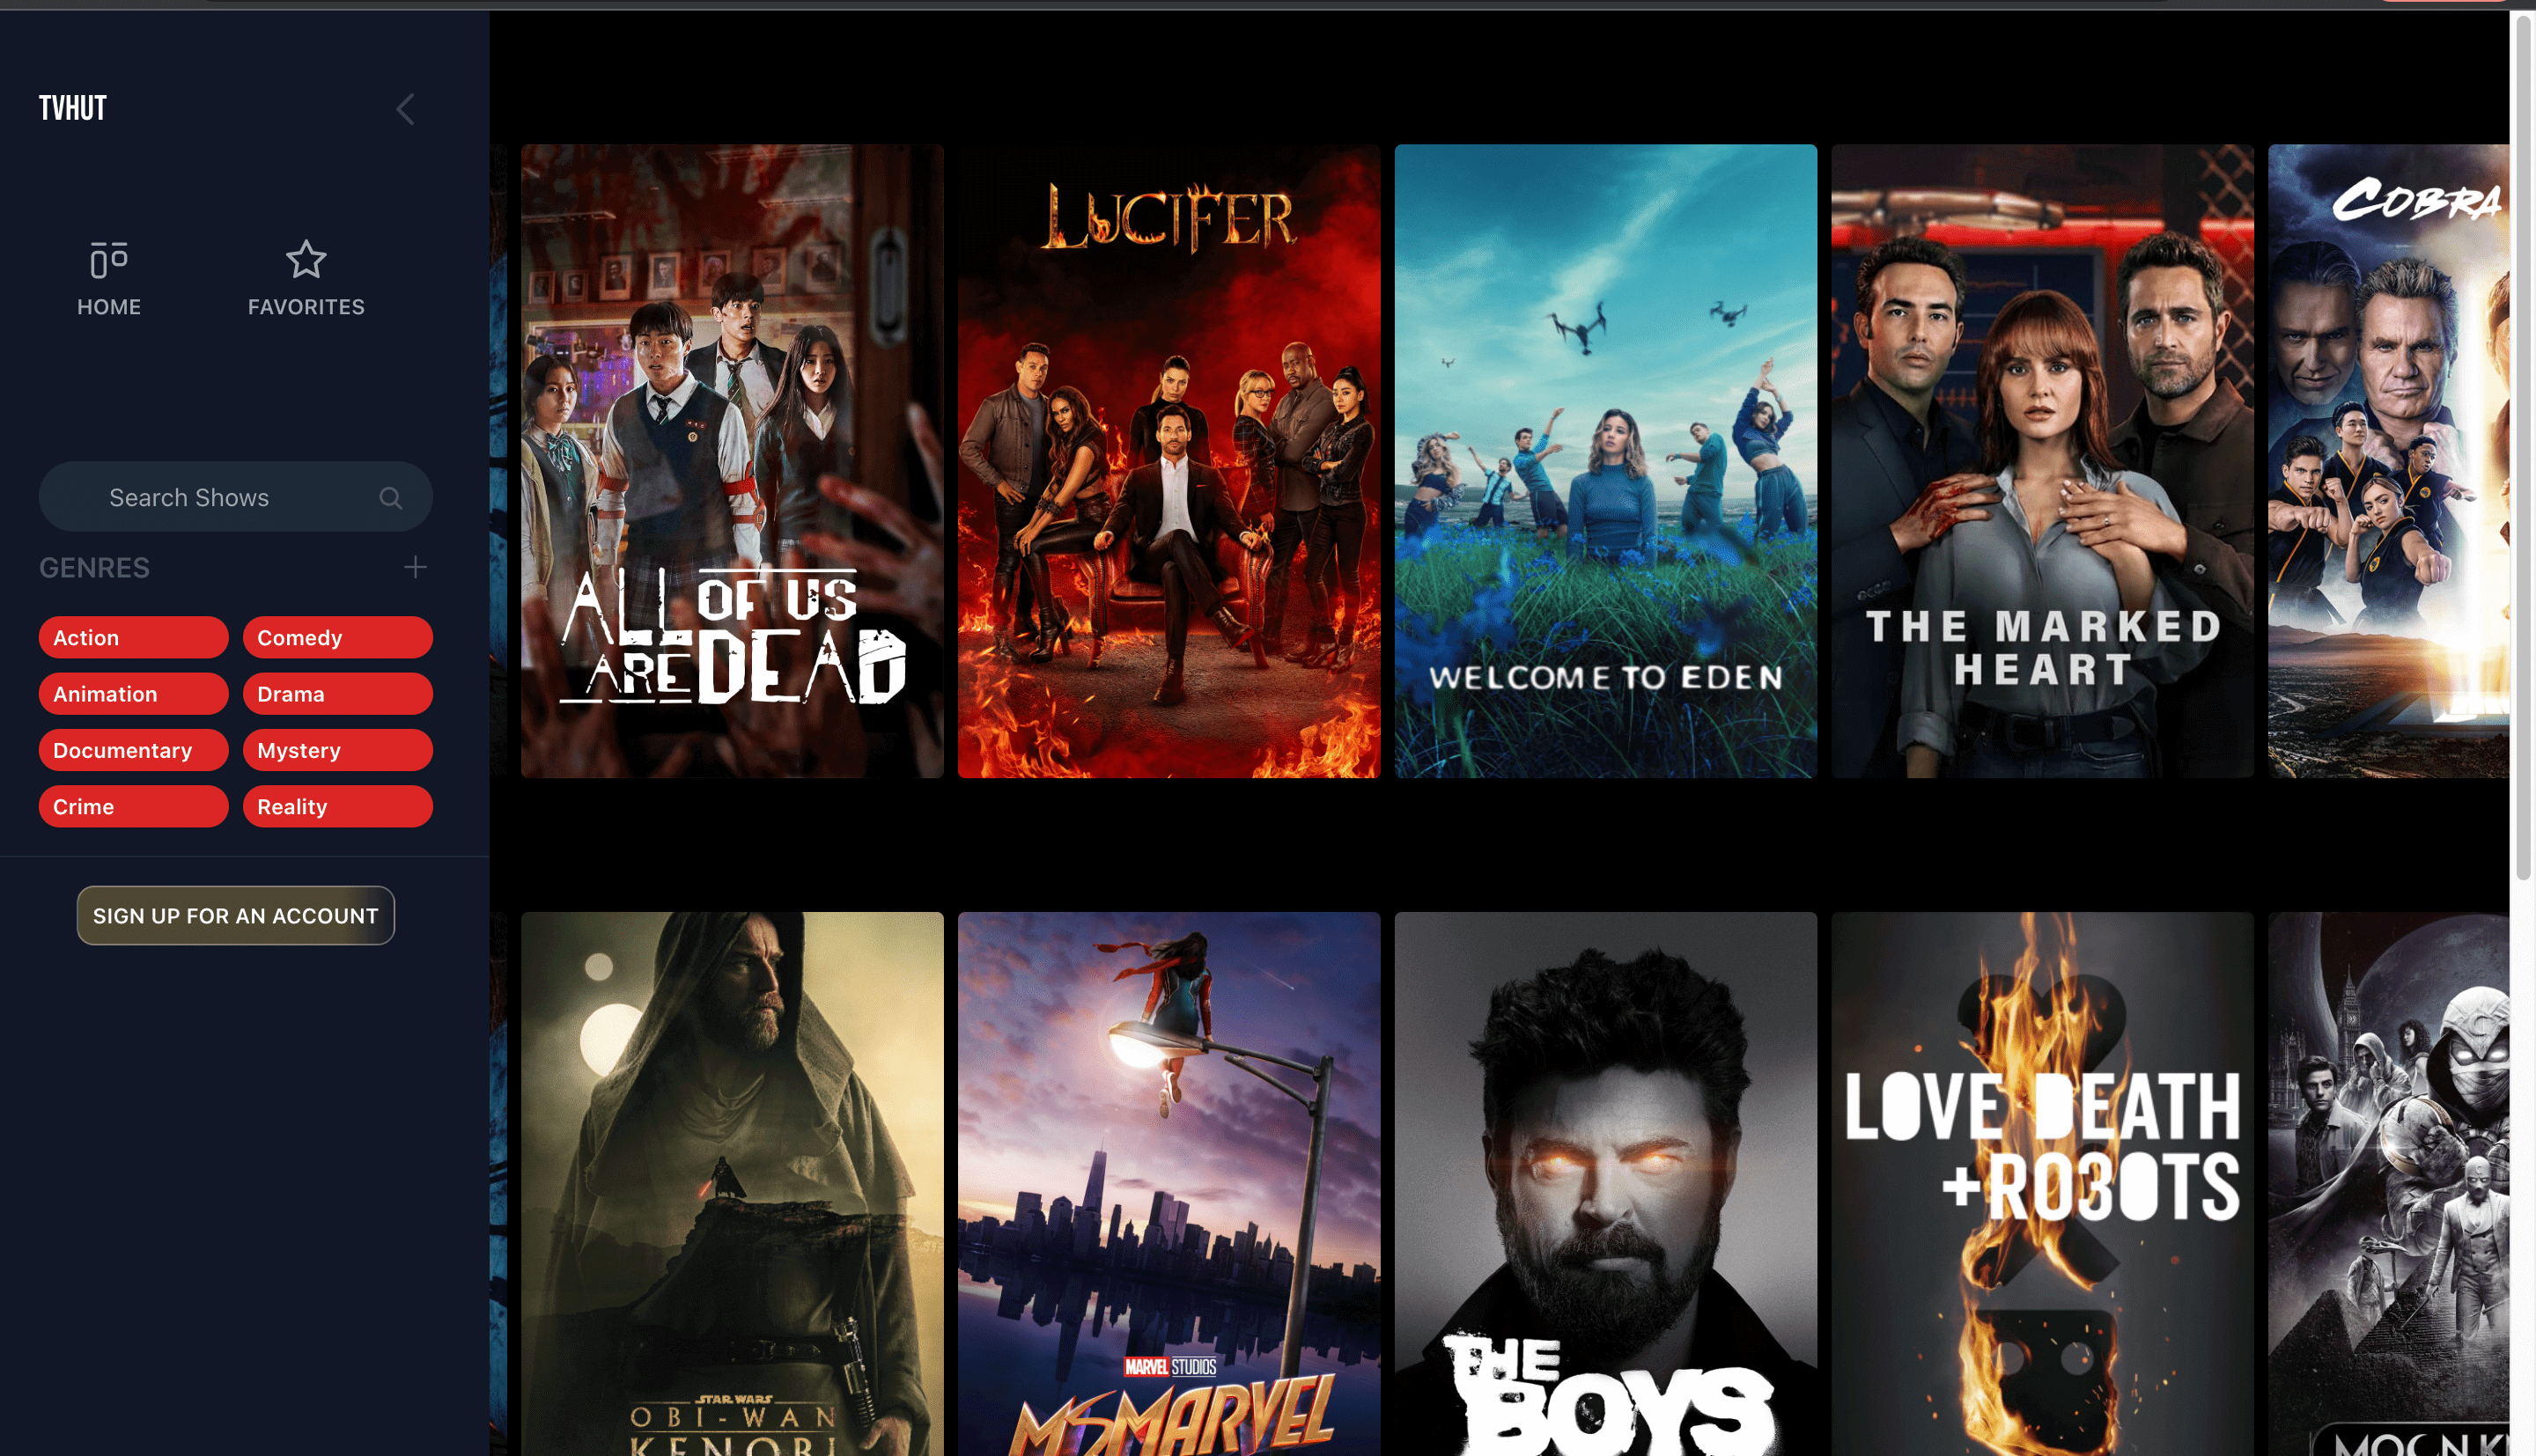 TVHUT
HOME
FAVORITES
Search Shows
GENRES
Action
Comedy
Animation
Drama
Documentary
Mystery
Crime
Reality
SIGN UP FOR AN ACCOUNT
ALL OF US
ARE DEAD
LUCIFER
WELCOME TO EDEN
THE MARKED
HEART
COBRA
STAR WARS
OBI-WAN
KENOBI
MARVEL STUDIOS
MS MARVEL
THE
BOYS
LOVE DEATH
+RO3OTS
MOON K